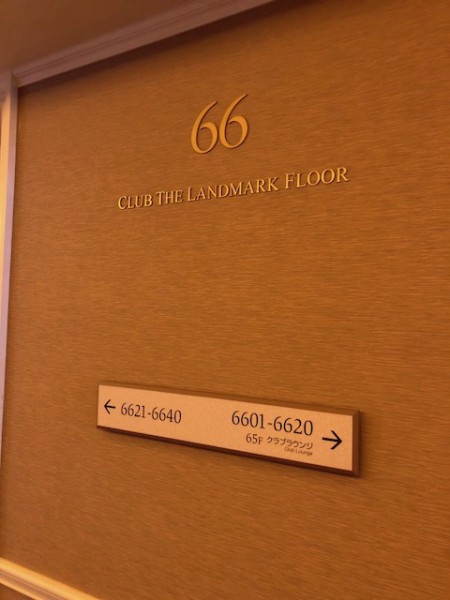 66
CLUB THE LANDMARK FLOOR
← 6621-6640
6601-6620 →
65F クラブラウンジ
Club Lounge